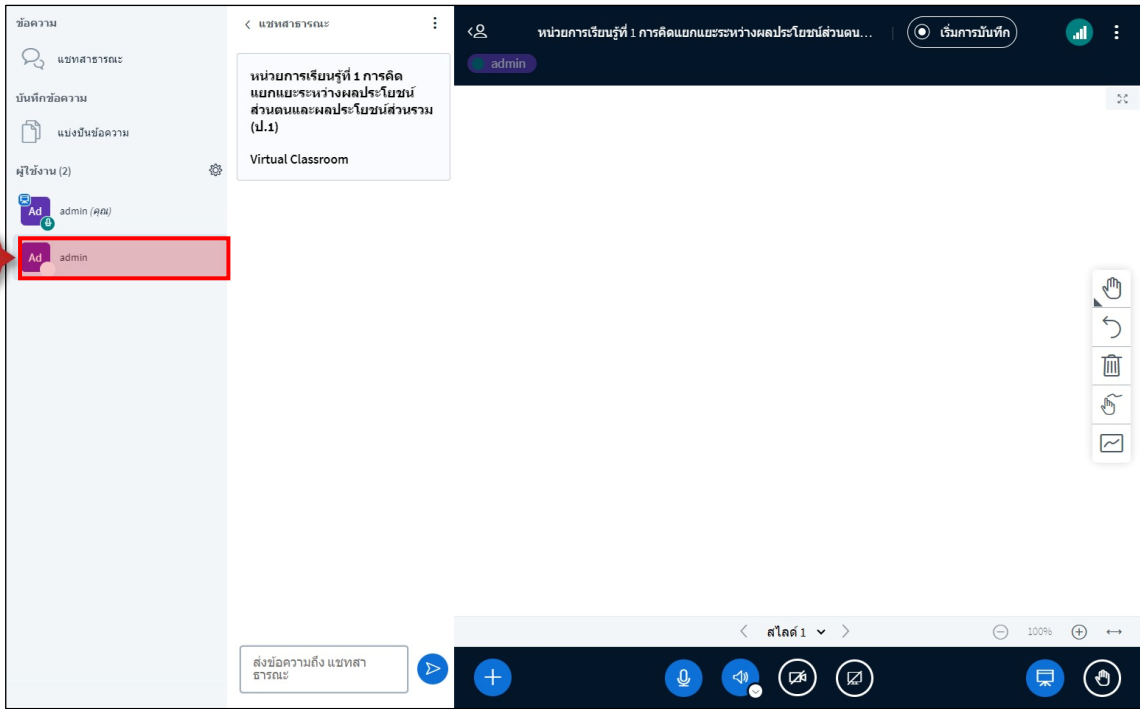 ข้อความ
แชทสาธารณะ
บันทึกข้อความ
แบ่งปันข้อความ
ผู้ใช้งาน (2)
Ad admin (คุณ)
Ad admin
แชทสาธารณะ
หน่วยการเรียนรู้ที่ 1 การคิด
แยกแยะระหว่างผลประโยชน์
ส่วนตนและผลประโยชน์ส่วนรวม
(ป.1)
Virtual Classroom
ส่งข้อความถึง แชทสา
ธารณะ
หน่วยการเรียนรู้ที่ 1 การคิดแยกแยะระหว่างผลประโยชน์ส่วนตน...
เริ่มการบันทึก
admin
สไลด์ 1
100%